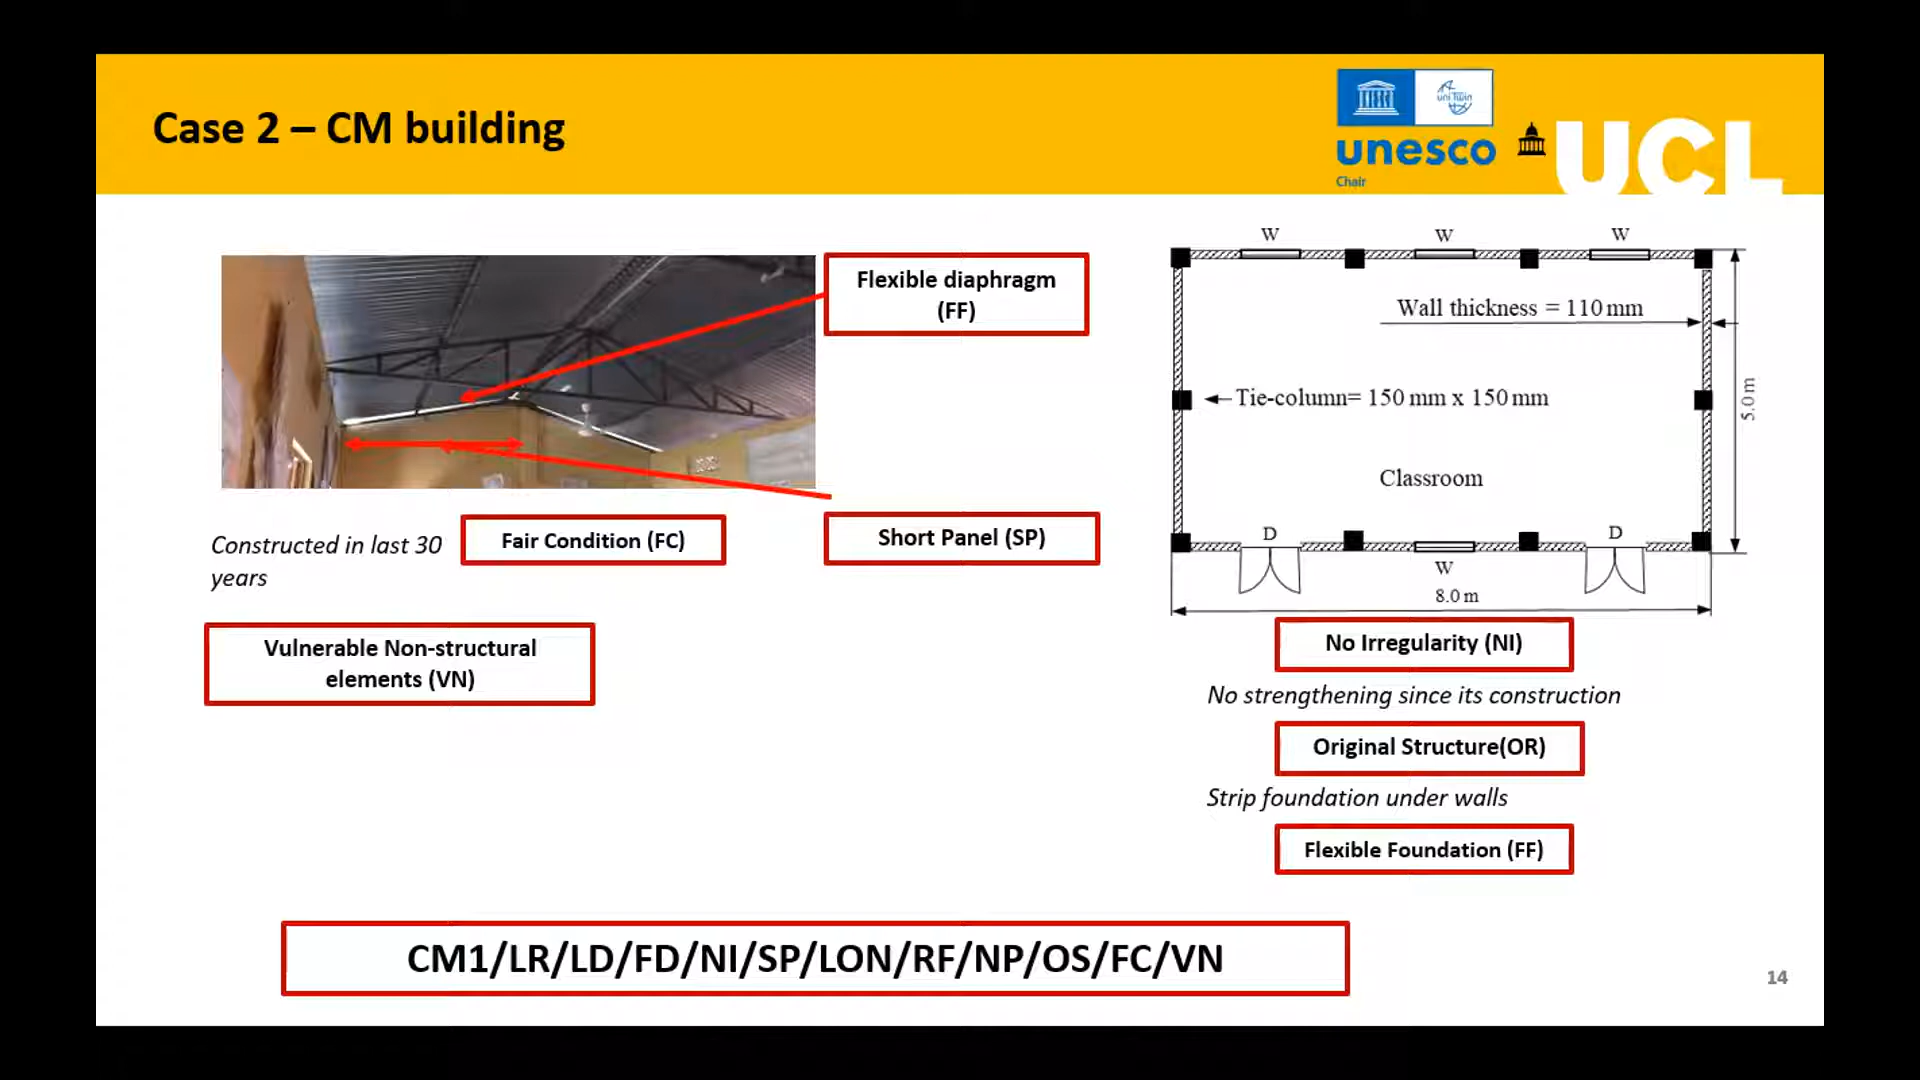 Case 2 – CM building
uni Twin
unesco
Chair
UCL
Flexible diaphragm
(FF)
Constructed in last 30
years
Fair Condition (FC)
Short Panel (SP)
Vulnerable Non-structural
elements (VN)
W
W
W
Wall thickness = 110 mm
Tie-column= 150 mm x 150 mm
5.0 m
Classroom
D
D
W
8.0 m
No Irregularity (NI)
No strengthening since its construction
Original Structure(OR)
Strip foundation under walls
Flexible Foundation (FF)
CM1/LR/LD/FD/NI/SP/LON/RF/NP/OS/FC/VN
14